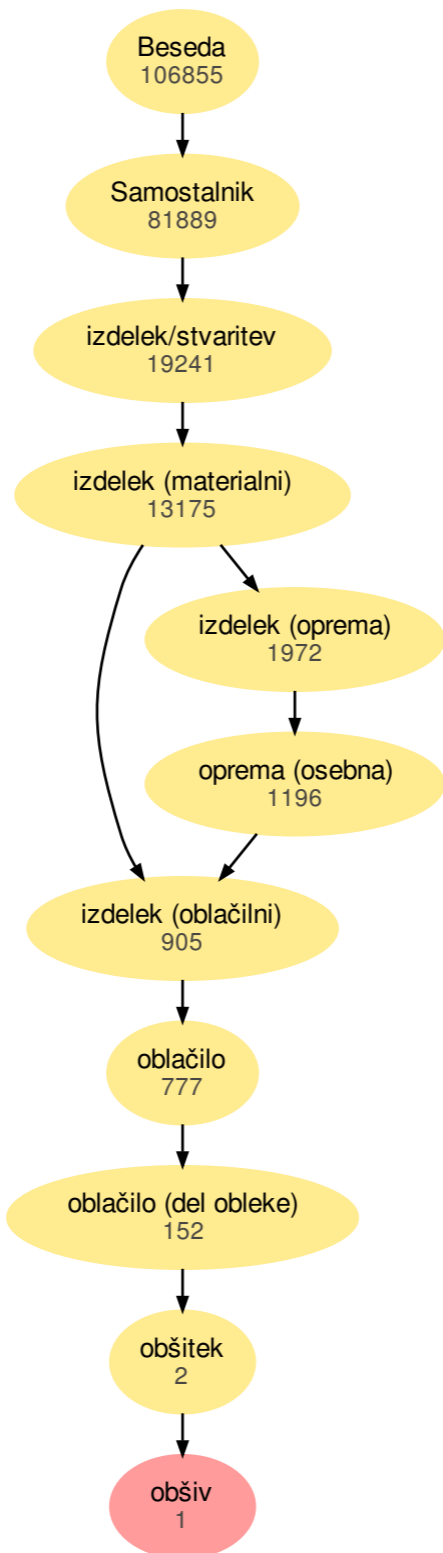 Beseda
106855
Samostalnik
81889
izdelek/stvaritev
19241
izdelek (materialni)
13175
izdelek (oprema)
1972
oprema (osebna)
1196
izdelek (oblačilni)
905
oblačilo
777
oblačilo (del obleke)
152
obšitek
2
obšiv
1